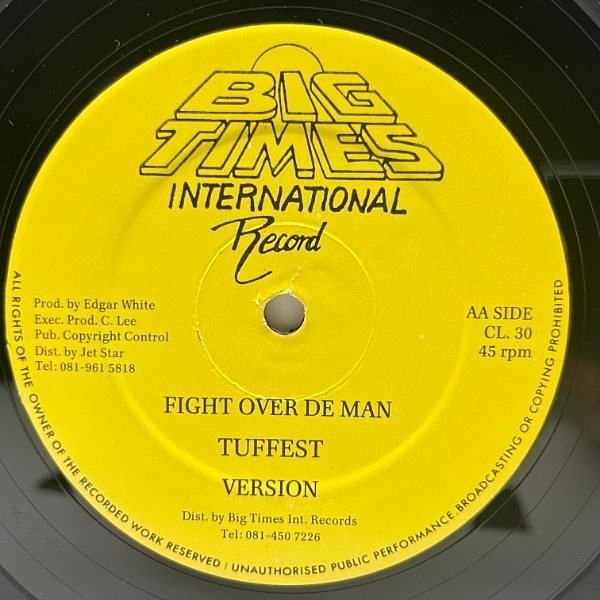 BIG
TIMES
INTERNATIONAL
Record
Prod. by Edgar White
Exec. Prod. C. Lee
Pub. Copyright Control
Dist. by Jet Star
Tel: 081-961 5818
AA SIDE
CL. 30
45 rpm
FIGHT OVER DE MAN
TUFFEST
VERSION
Dist. by Big Times Int. Records
Tel: 081-450 7226
ALL RIGHTS OF THE OWNER OF THE RECORDED WORK RESERVED : UNAUTHORISED PUBLIC PERFORMANCE BROADCASTING OR COPYING PROHIBITED